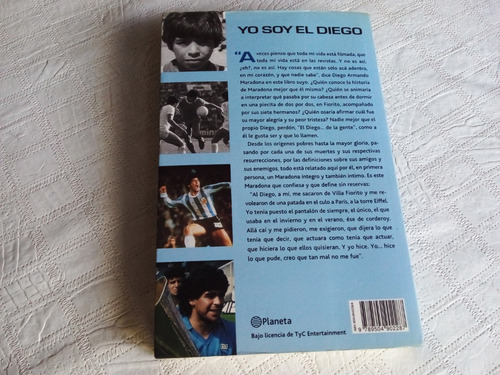 YO SOY EL DIEGO
“A veces pienso que toda mi vida está filmada, que
toda mi vida está en las revistas. Y no es así,
¿eh?, no es así. Hay cosas que están sólo acá adentro,
en mi corazón, y que nadie sabe”, dice Diego Armando
Maradona en este libro suyo. ¿Quién conoce la historia
de Maradona mejor que él mismo? ¿Quién se animaría
a interpretar qué pasaba por su cabeza antes de dormir
en una piecita de dos por dos, en Fiorito, acompañado
por sus siete hermanos? ¿Quién osaría afirmar cuál fue
su mayor alegría y su peor tristeza? Nadie mejor que el
propio Diego, perdón, “El Diego... de la gente”, como a
él le gusta ser y que lo llamen.
Desde los orígenes pobres hasta la mayor gloria, pa-
sando por cada una de sus muertes y sus respectivas
resurrecciones, por las definiciones sobre sus amigos y
sus enemigos, todo está relatado aquí por él, en primera
persona, un Maradona íntegro y también íntimo. Es este
Maradona que confiesa y que define sin reservas:
“Al Diego, a mí, me sacaron de Villa Fiorito y me re-
volearon de una patada en el culo a París, a la torre Eiffel.
Yo tenía puesto el pantalón de siempre, el único, el que
usaba en el invierno y en el verano, ése de corderoy.
Allá caí y me pidieron, me exigieron, que dijera lo que
tenía que decir, que actuara como tenía que actuar,
que hiciera lo que ellos quisieran. Y yo hice. Yo... hice
lo que pude, creo que tan mal no me fue”.
Planeta
Bajo licencia de TyC Entertainment
9789504902287